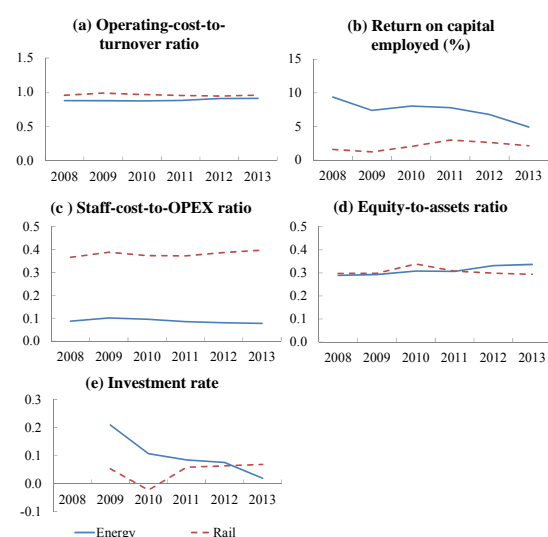 (a) Operating-cost-to-
turnover ratio
1.5
1.0
0.5
0.0
2008 2009 2010 2011 2012 2013
(b) Return on capital
employed (%)
15
10
5
0
2008 2009 2010 2011 2012 2013
(c ) Staff-cost-to-OPEX ratio
0.5
0.4
0.3
0.2
0.1
0.0
2008 2009 2010 2011 2012 2013
(d) Equity-to-assets ratio
0.5
0.4
0.3
0.2
0.1
0.0
2008 2009 2010 2011 2012 2013
(e) Investment rate
0.3
0.2
0.1
0.0
-0.1
2008 2009 2010 2011 2012 2013
Energy Rail